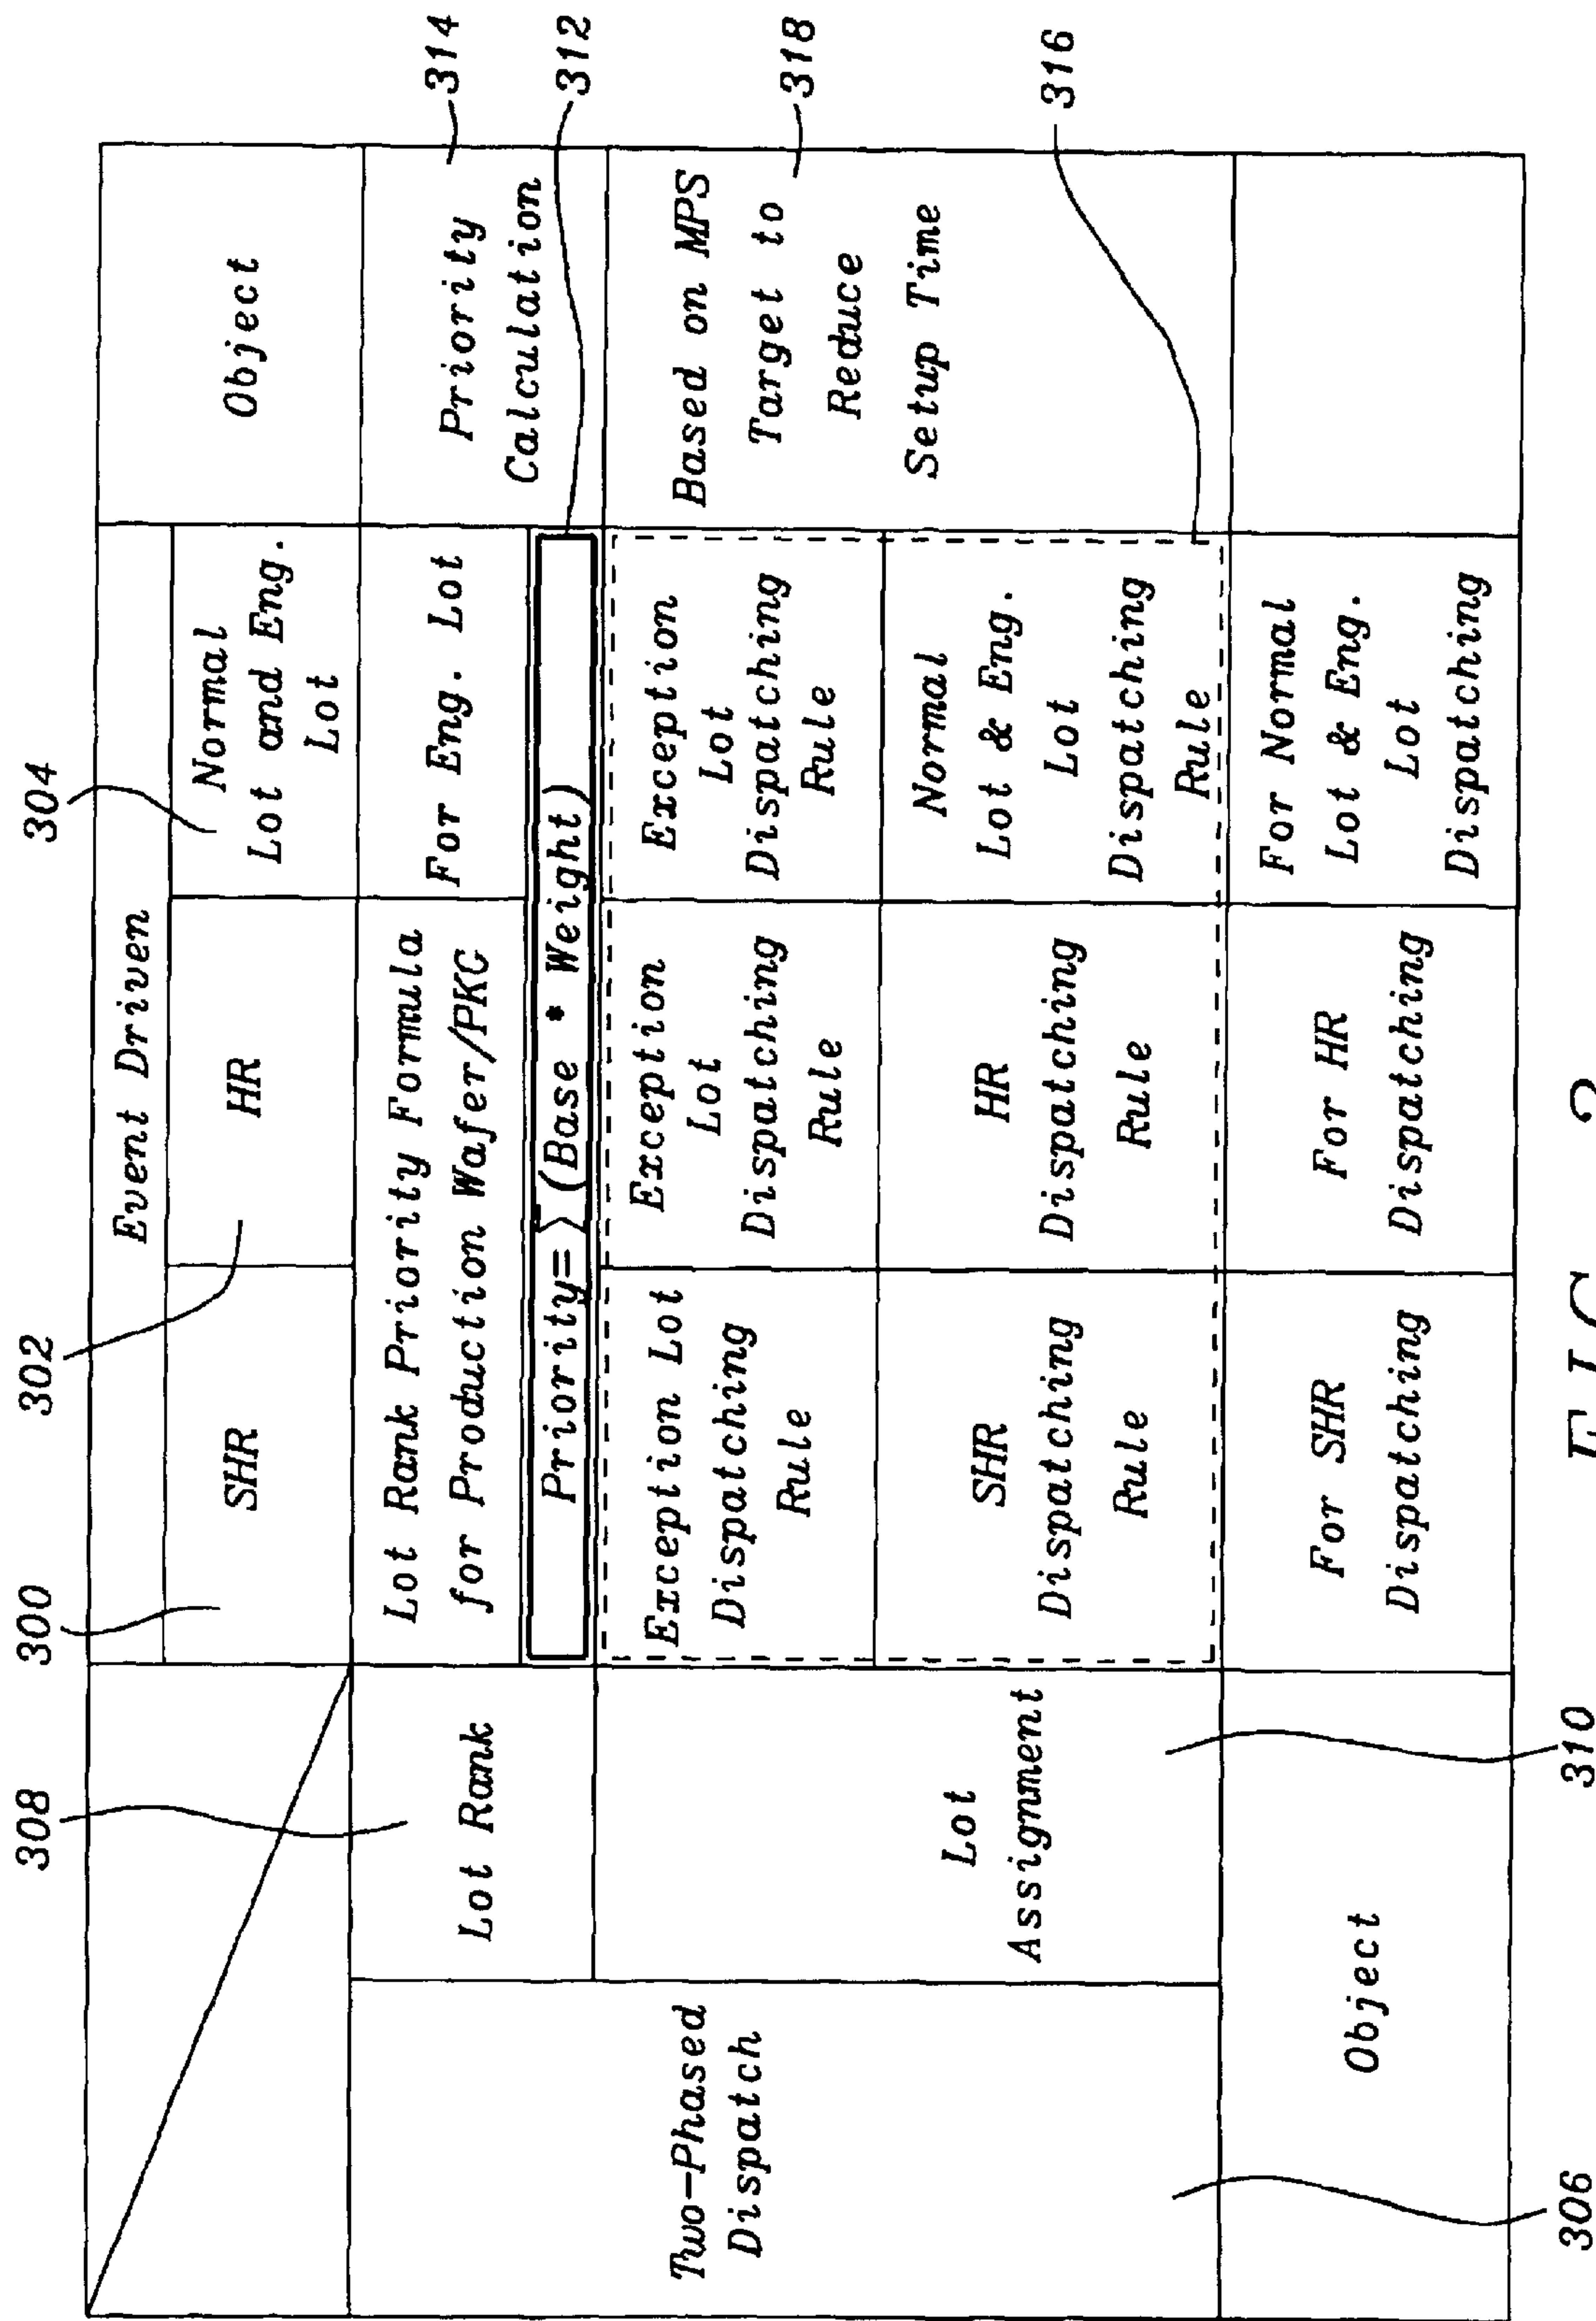 304
302
300
308
Event Driven
Object
SHR
HR
Normal
Lot and Eng.
Lot
Two-Phased
Dispatch
Lot Rank
Lot Rank Priority Formula
for Production Wafer/PKG
For Eng. Lot
Priority
Calculation
314
Priority=∑(Base * Weight)
312
Lot
Assignment
Exception Lot
Dispatching
Rule
Exception
Lot
Dispatching
Rule
Exception
Lot
Dispatching
Rule
Based on MPS
Target to
Reduce
Setup Time
318
SHR
Dispatching
Rule
HR
Dispatching
Rule
Normal
Lot & Eng.
Lot
Dispatching
Rule
316
Object
For SHR
Dispatching
For HR
Dispatching
For Normal
Lot & Eng.
Lot
Dispatching
306
310